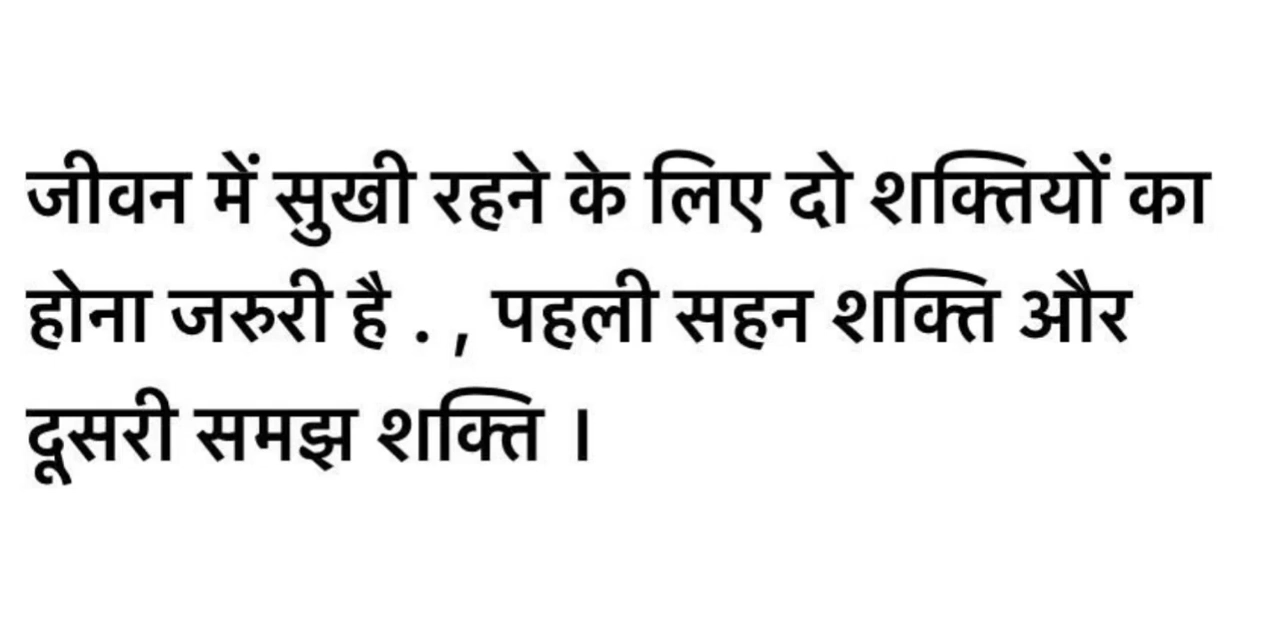 जीवन में सुखी रहने के लिए दो शक्तियों का
होना जरुरी है . , पहली सहन शक्ति और
दूसरी समझ शक्ति ।